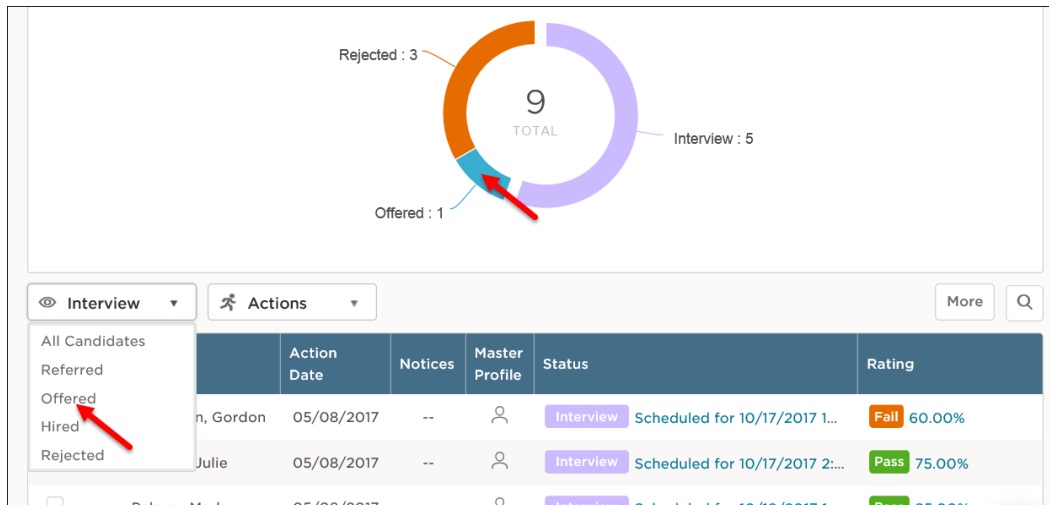 Rejected : 3
9
TOTAL
Interview : 5
Offered : 1
Interview
Actions
More
All Candidates
Referred
Offered
Hired
Rejected
Action Date
Notices
Master Profile
Status
Rating
n, Gordon 05/08/2017 -- Interview Scheduled for 10/17/2017 1... Fail 60.00%
Julie 05/08/2017 -- Interview Scheduled for 10/17/2017 2:... Pass 75.00%